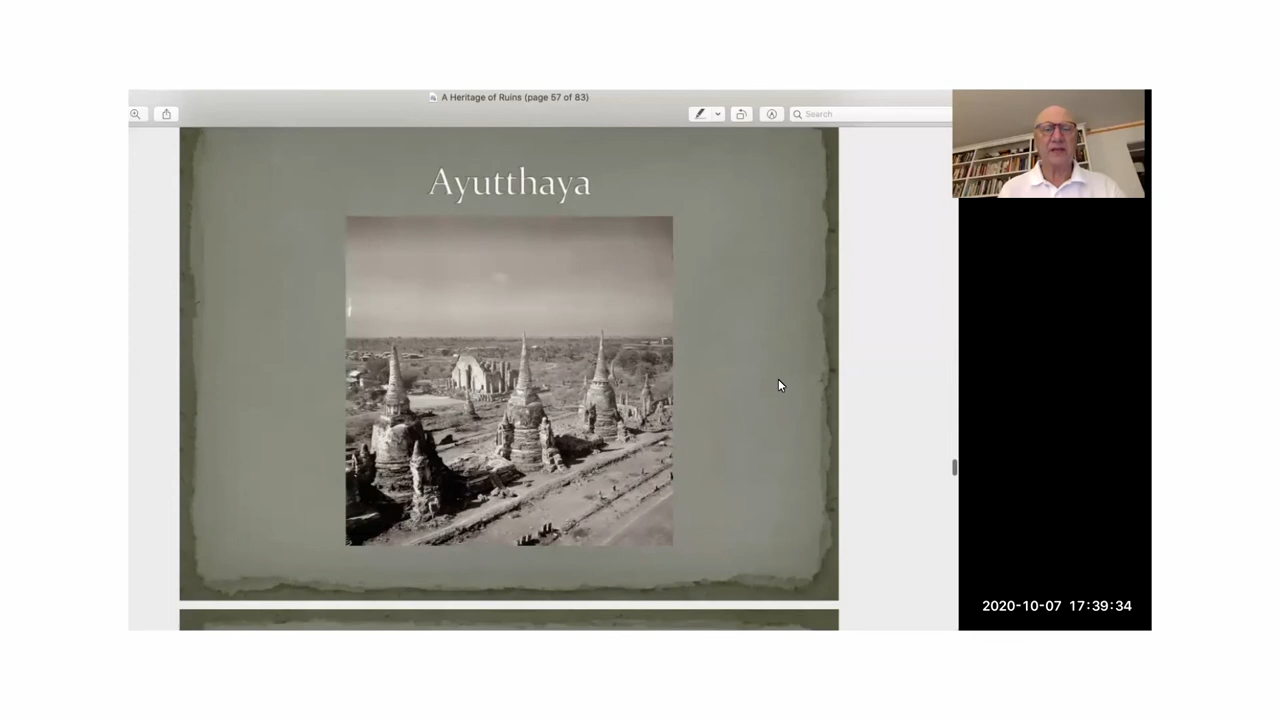 A Heritage of Ruins (page 57 of 83)
Search
Ayutthaya
2020-10-07 17:39:34